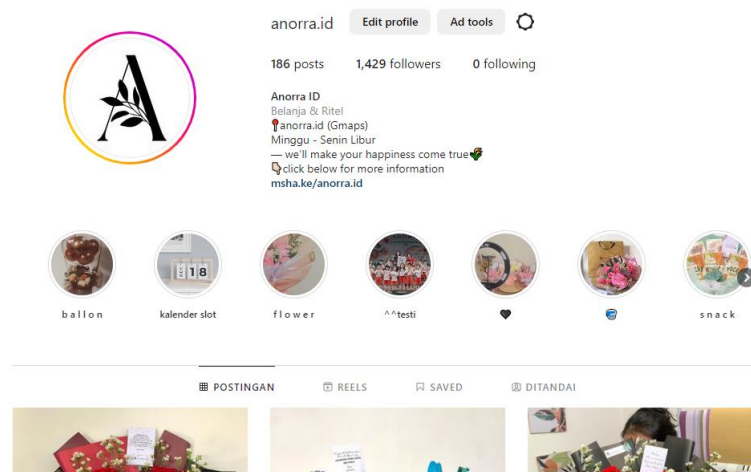 anorra.id Edit profile Ad tools
186 posts 1,429 followers 0 following
Anorra ID
Belanja & Ritel
📍anorra.id (Gmaps)
Minggu - Senin Libur
— we'll make your happiness come true💐
👇🏻click below for more information
msha.ke/anorra.id
DEC 18
ballon kalender slot flower ^^testi 🖤 🪣 snack
POSTINGAN REELS SAVED DITANDAI